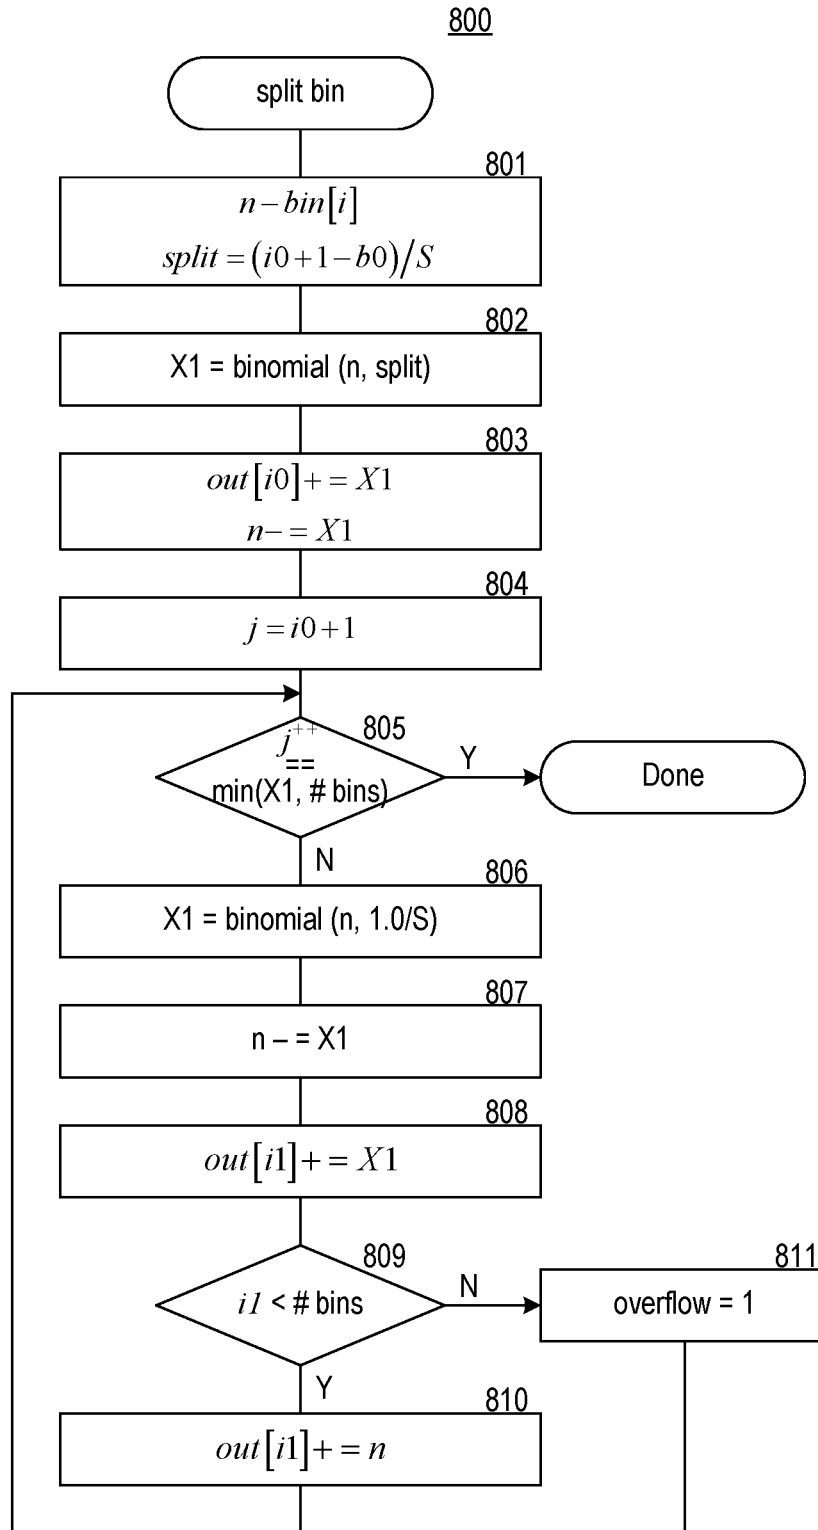 800
split bin
801
n – bin[i]
split = (i0 + 1 – b0)/S
802
X1 = binomial (n, split)
803
out[i0] + = X1
n – = X1
804
j = i0 + 1
805
j++
==
min(X1, # bins)
Y
Done
N
806
X1 = binomial (n, 1.0/S)
807
n – = X1
808
out[i1] + = X1
809
i1 < # bins
N
811
overflow = 1
Y
810
out[i1] + = n